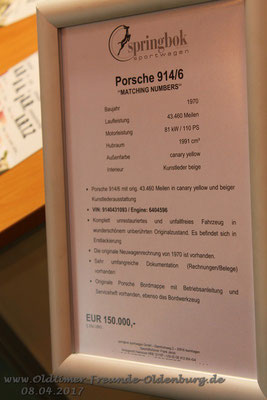 springbok
sportwagen
Porsche 914/6
"MATCHING NUMBERS"
Baujahr 1970
Laufleistung 43.460 Meilen
Motorleistung 81 kW / 110 PS
Hubraum 1991 cm³
Außenfarbe canary yellow
Interieur Kunstleder beige
• Porsche 914/6 mit orig. 43.460 Meilen in canary yellow und beiger
Kunstlederausstattung
• VIN: 9140431093 / Engine: 6404596
• Komplett unrestauriertes und unfallfreies Fahrzeug in
wunderschönem unberührten Originalzustand. Es befindet sich in
Erstlackierung
• Die originale Neuwagenrechnung von 1970 ist vorhanden.
• Sehr umfangreiche Dokumentation (Rechnungen/Belege)
vorhanden
• Originale Porsche Bordmappe mit Betriebsanleitung und
Serviceheft vorhanden, ebenso das Bordwerkzeug
EUR 150.000,-
www.Oldtimer-Freunde-Oldenburg.de
08.04.2017